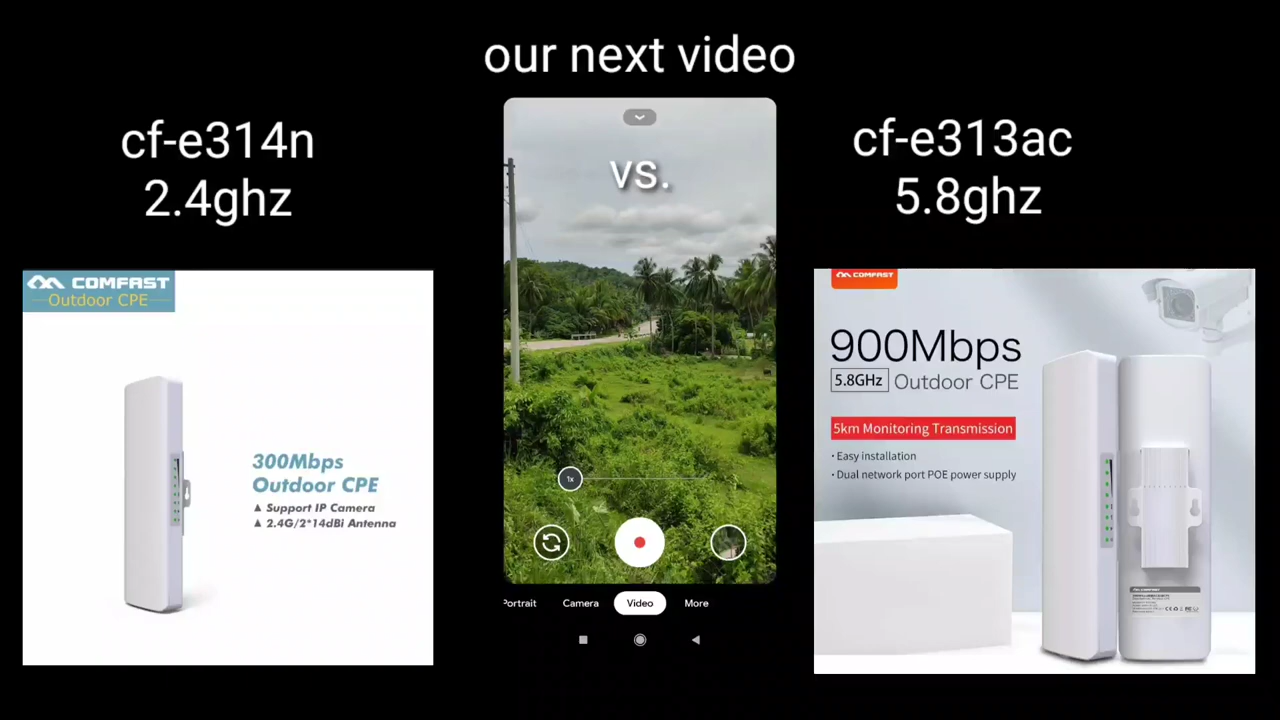 our next video
cf-e314n
2.4ghz
vs.
cf-e313ac
5.8ghz
COMFAST
Outdoor CPE
300Mbps
Outdoor CPE
▲ Support IP Camera
▲ 2.4G/2*14dBi Antenna
1x
Portrait Camera Video More
COMFAST
900Mbps
5.8GHz Outdoor CPE
5km Monitoring Transmission
· Easy installation
· Dual network port POE power supply
COMFAST